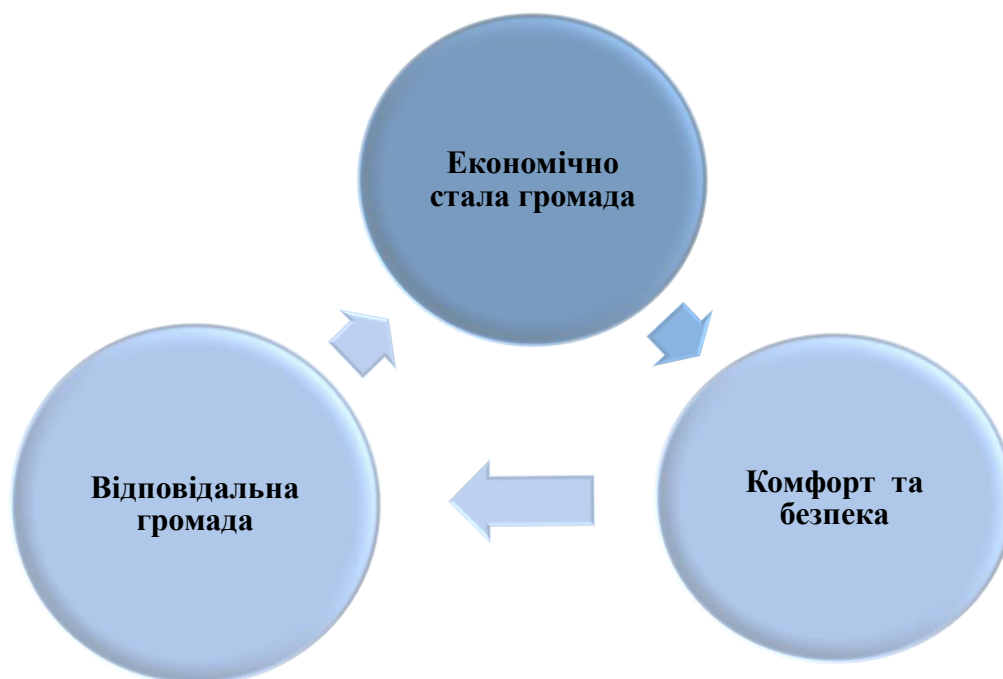 Економічно
стала громада
Відповідальна
громада
Комфорт та
безпека